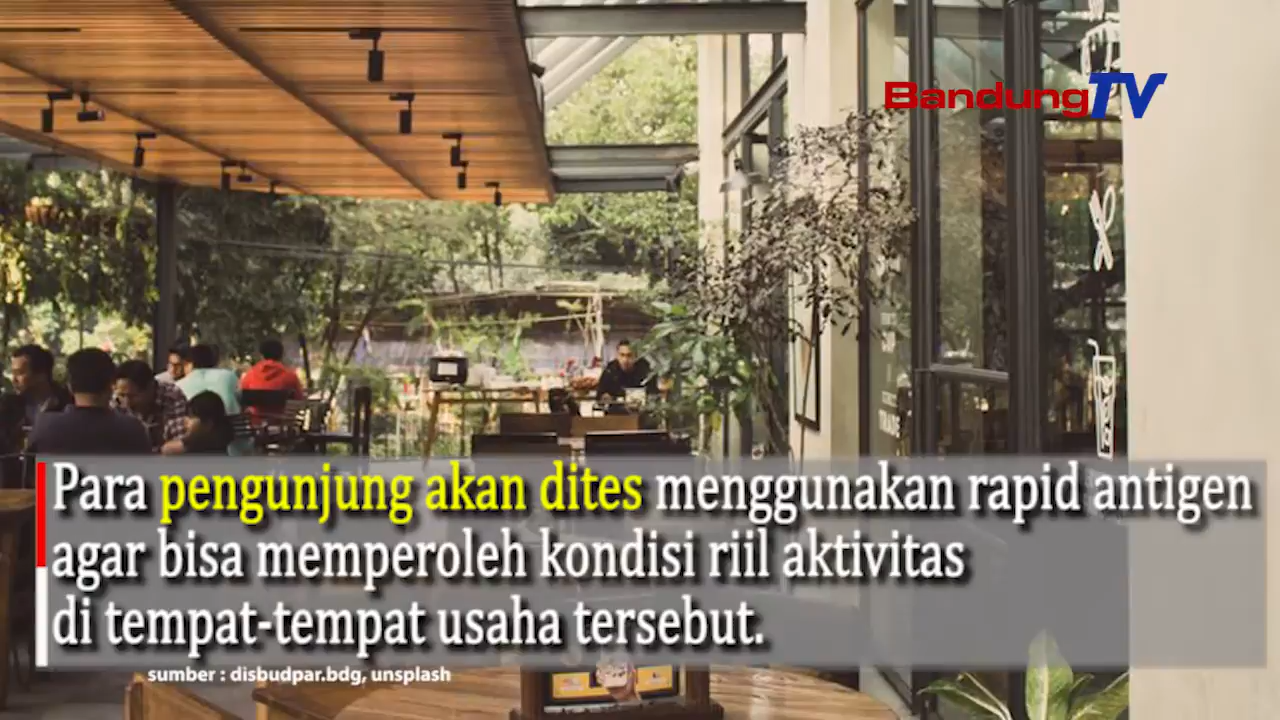 BandungTV
Para pengunjung akan dites menggunakan rapid antigen
agar bisa memperoleh kondisi riil aktivitas
di tempat-tempat usaha tersebut.
sumber : disbudpar.bdg, unsplash